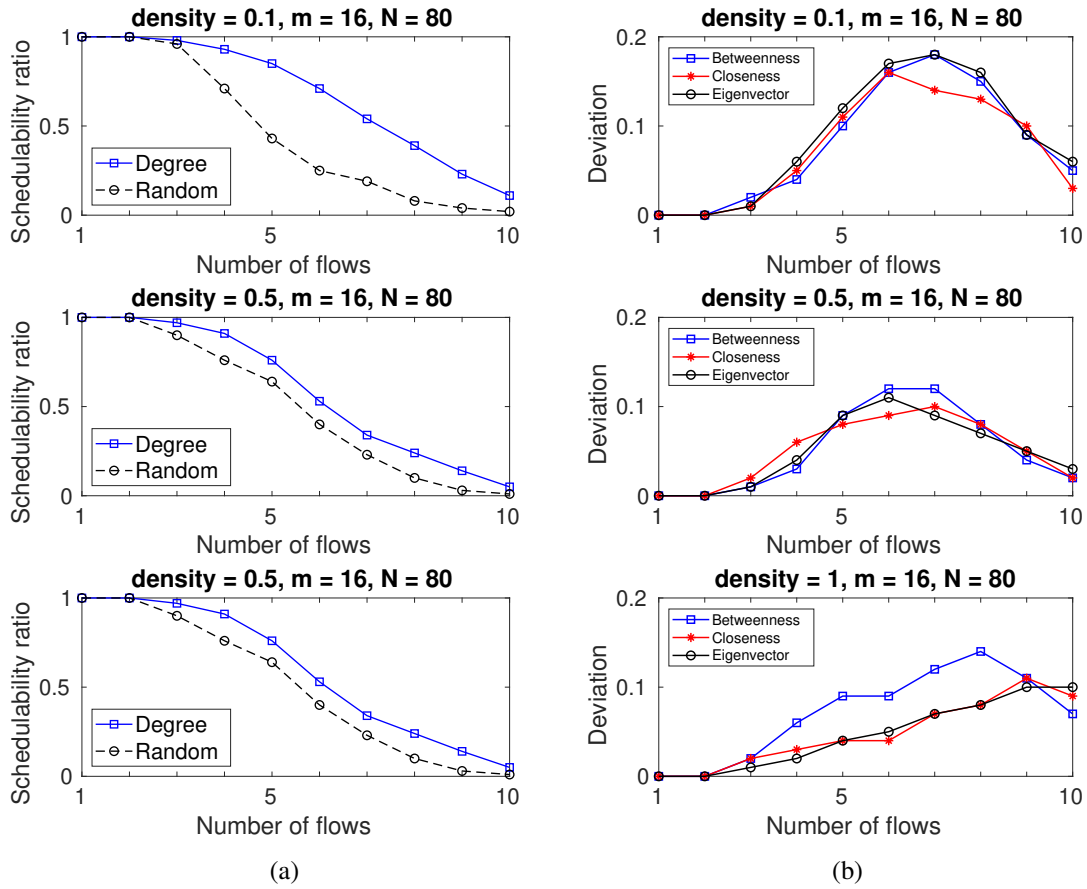 density = 0.1, m = 16, N = 80
Schedulability ratio
1
0.5
0
Degree
Random
1
5
10
Number of flows
density = 0.1, m = 16, N = 80
Deviation
0.2
0.1
0
Betweenness
Closeness
Eigenvector
1
5
10
Number of flows
density = 0.5, m = 16, N = 80
Schedulability ratio
1
0.5
0
Degree
Random
1
5
10
Number of flows
density = 0.5, m = 16, N = 80
Deviation
0.2
0.1
0
Betweenness
Closeness
Eigenvector
1
5
10
Number of flows
density = 0.5, m = 16, N = 80
Schedulability ratio
1
0.5
0
Degree
Random
1
5
10
Number of flows
density = 1, m = 16, N = 80
Deviation
0.2
0.1
0
Betweenness
Closeness
Eigenvector
1
5
10
Number of flows
(a)
(b)